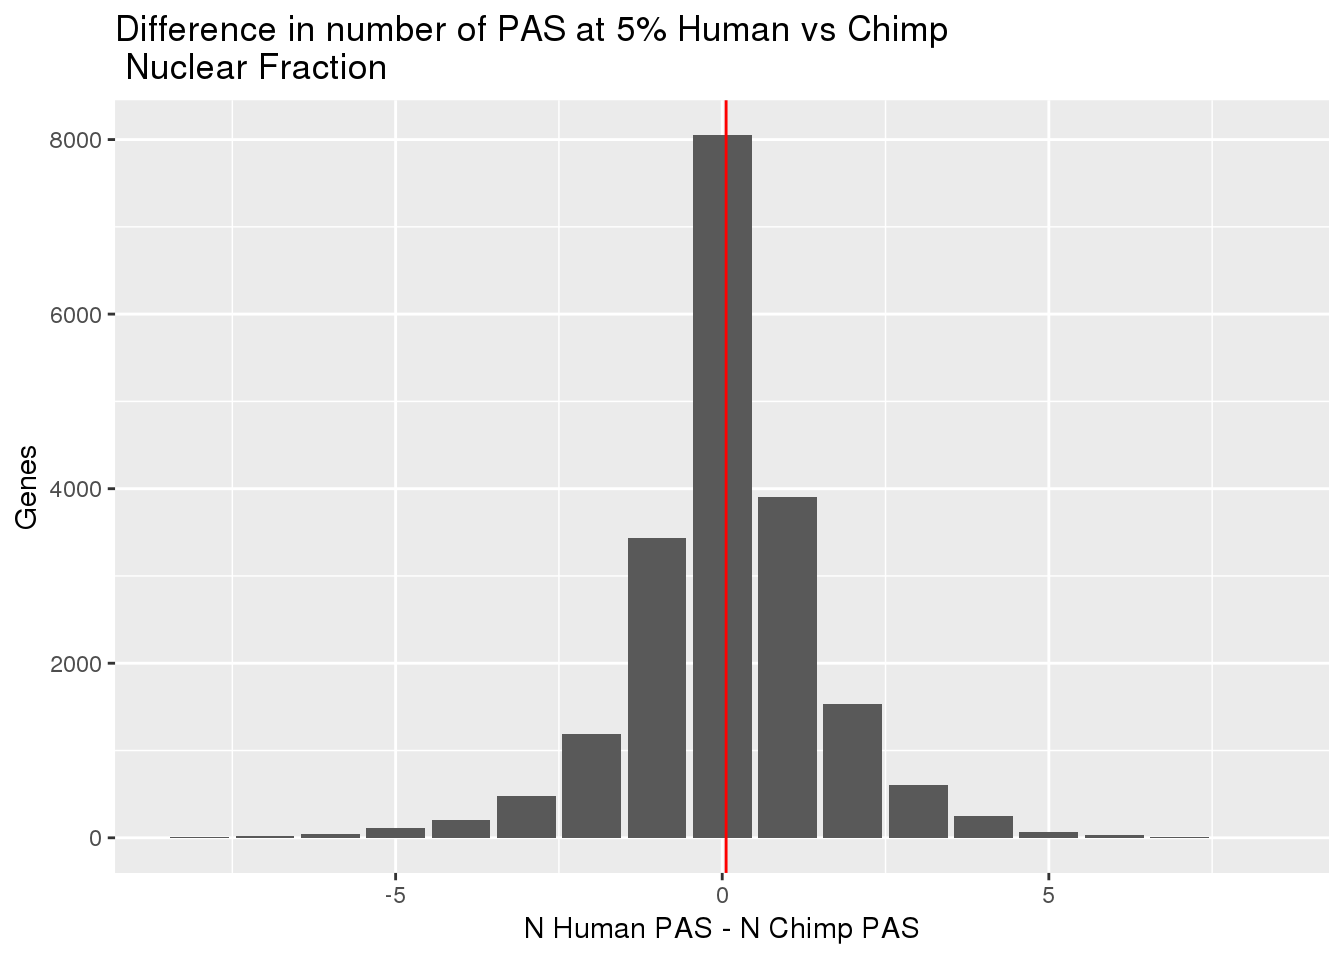 Difference in number of PAS at 5% Human vs Chimp
Nuclear Fraction
8000
6000
4000
2000
0
Genes
-5
0
5
N Human PAS - N Chimp PAS